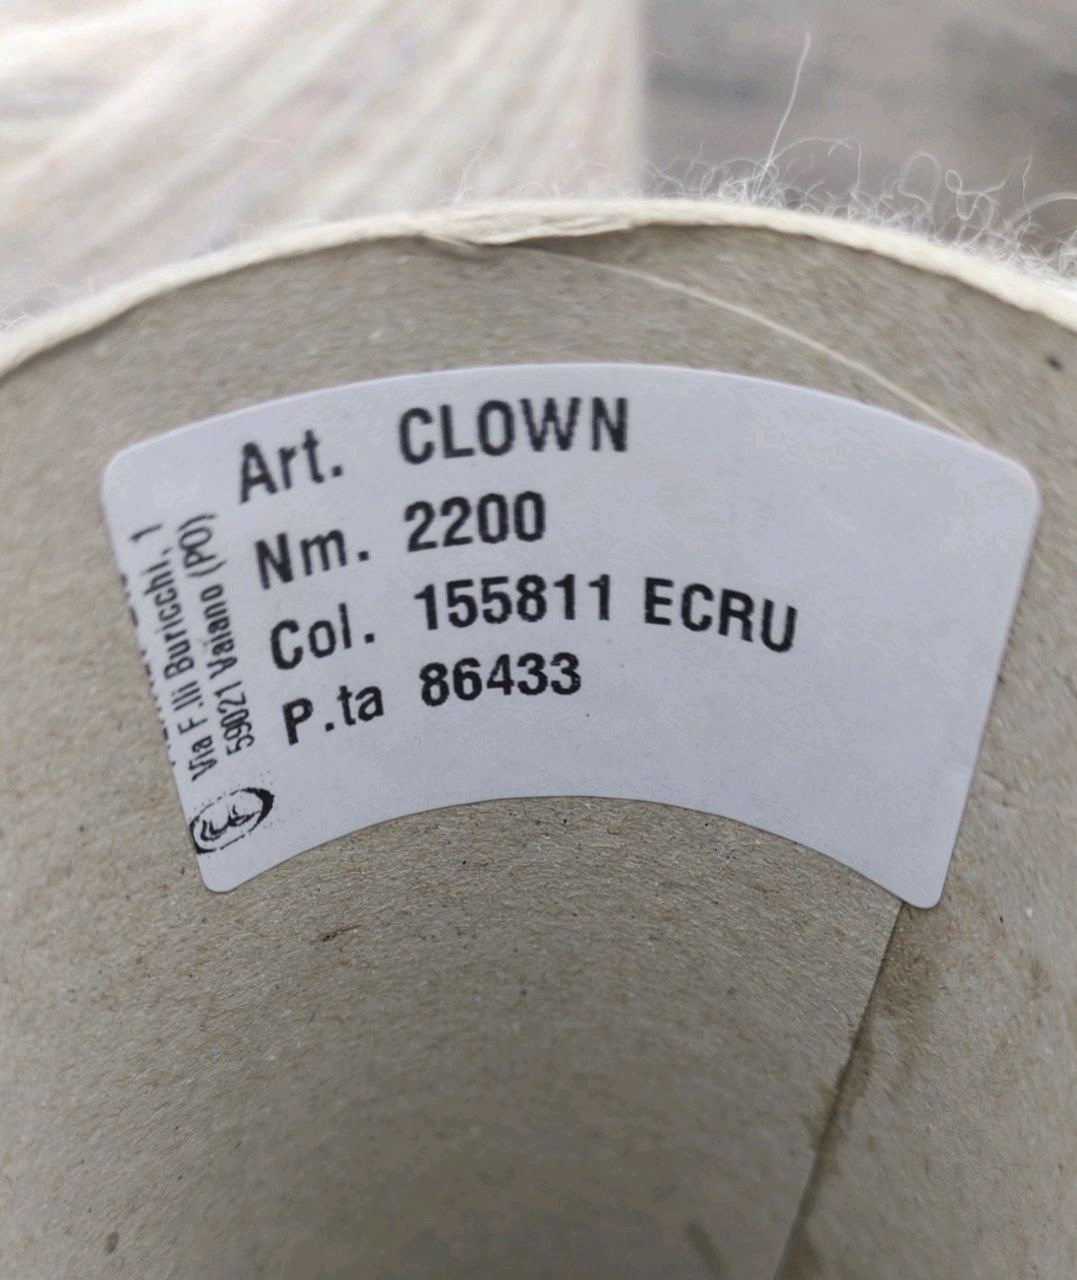 Art. CLOWN
Nm. 2200
Col. 155811 ECRU
P.ta 86433
Via F.lli Buricchi, 1
59021 Vaiano (PO)